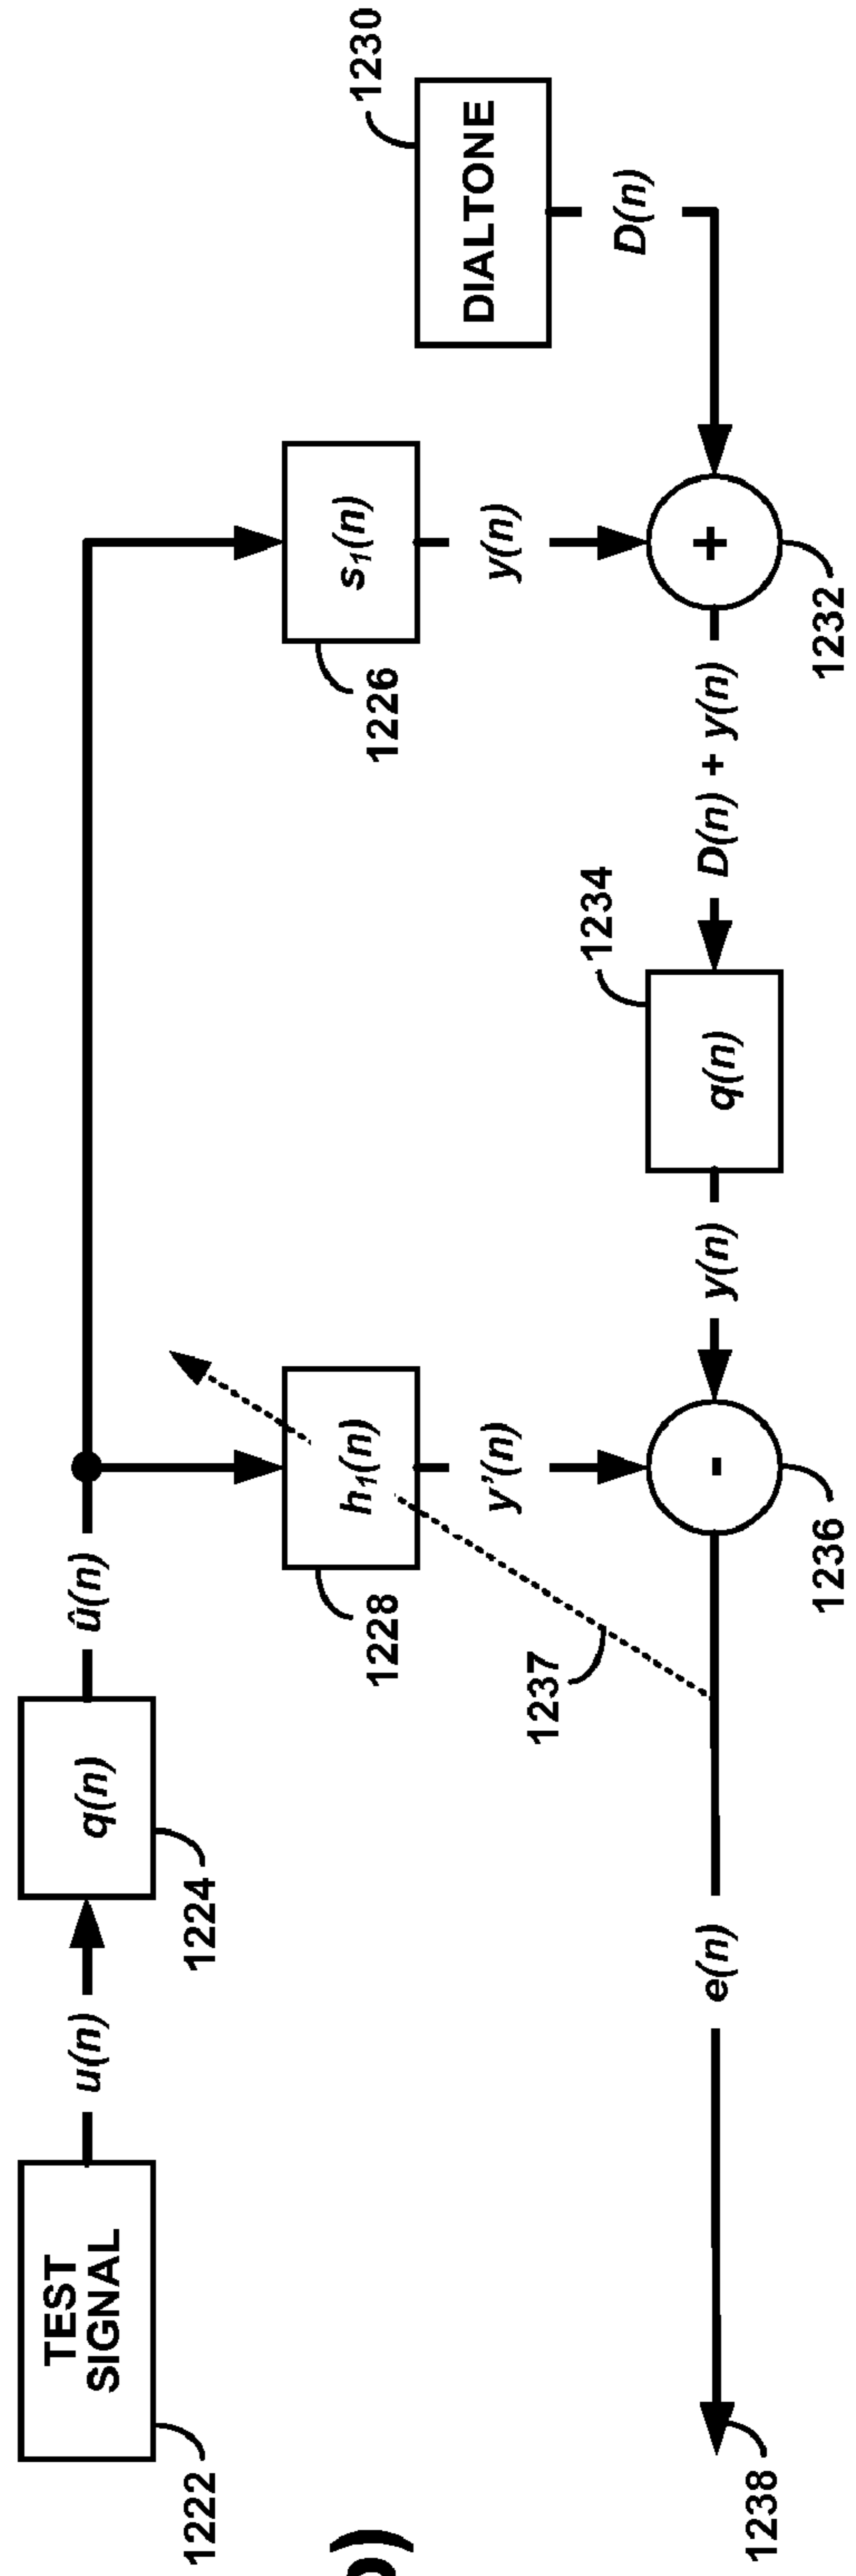 TEST
SIGNAL
1222
u(n)
q(n)
1224
û(n)
h₁(n)
1228
s₁(n)
1226
DIALTONE
1230
D(n)
y'(n)
y(n)
1237
+
1232
D(n) + y(n)
q(n)
1234
y(n)
-
1236
e(n)
1238
)